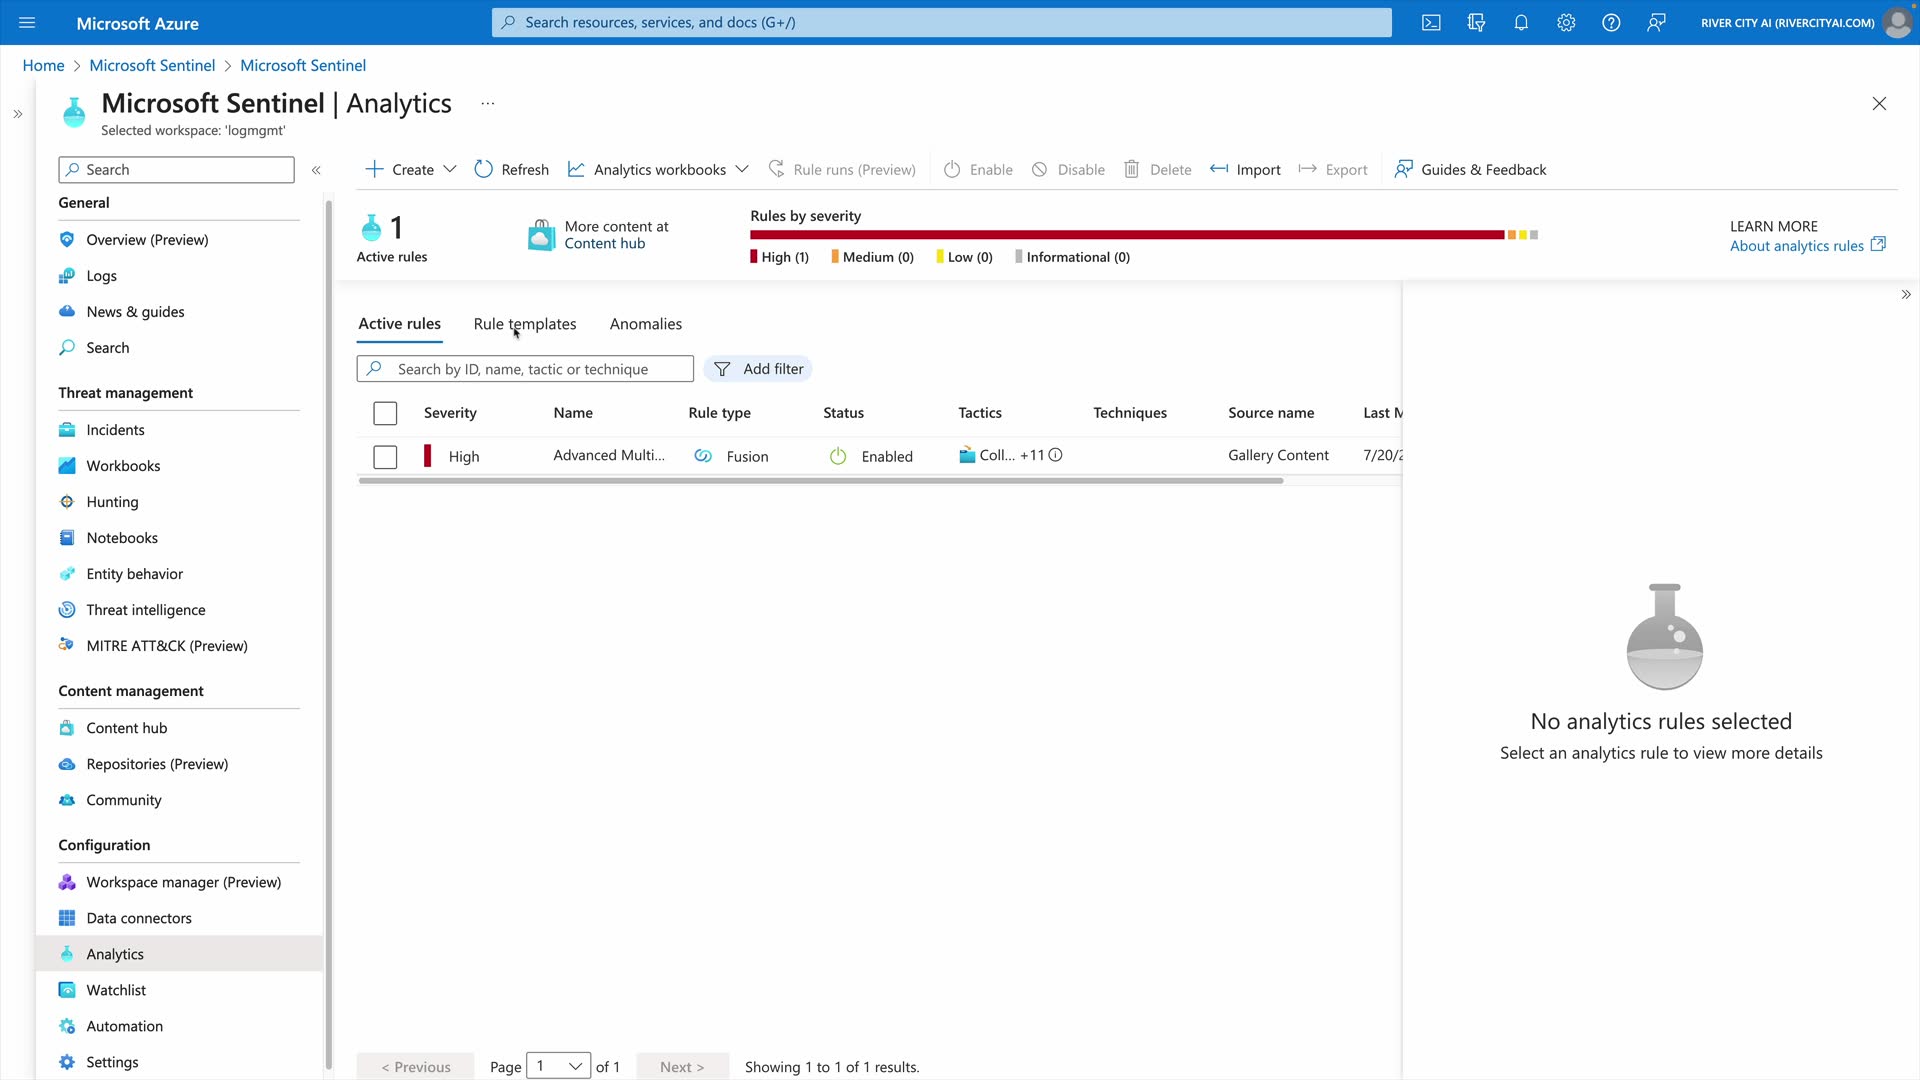 Microsoft Azure
Search resources, services, and docs (G+/)
RIVER CITY AI (RIVERCITYAI.COM)
Home > Microsoft Sentinel > Microsoft Sentinel
Microsoft Sentinel | Analytics ...
Selected workspace: 'logmgmt'
Search
Create
Refresh
Analytics workbooks
Rule runs (Preview)
Enable
Disable
Delete
Import
Export
Guides & Feedback
General
Overview (Preview)
Logs
News & guides
Search
Threat management
Incidents
Workbooks
Hunting
Notebooks
Entity behavior
Threat intelligence
MITRE ATT&CK (Preview)
Content management
Content hub
Repositories (Preview)
Community
Configuration
Workspace manager (Preview)
Data connectors
Analytics
Watchlist
Automation
Settings
1
Active rules
More content at
Content hub
Rules by severity
High (1)
Medium (0)
Low (0)
Informational (0)
LEARN MORE
About analytics rules
Active rules
Rule templates
Anomalies
Search by ID, name, tactic or technique
Add filter
Severity Name Rule type Status Tactics Techniques Source name Last M
High Advanced Multi... Fusion Enabled Coll... +11 Gallery Content 7/20/2
No analytics rules selected
Select an analytics rule to view more details
< Previous Page 1 of 1 Next > Showing 1 to 1 of 1 results.